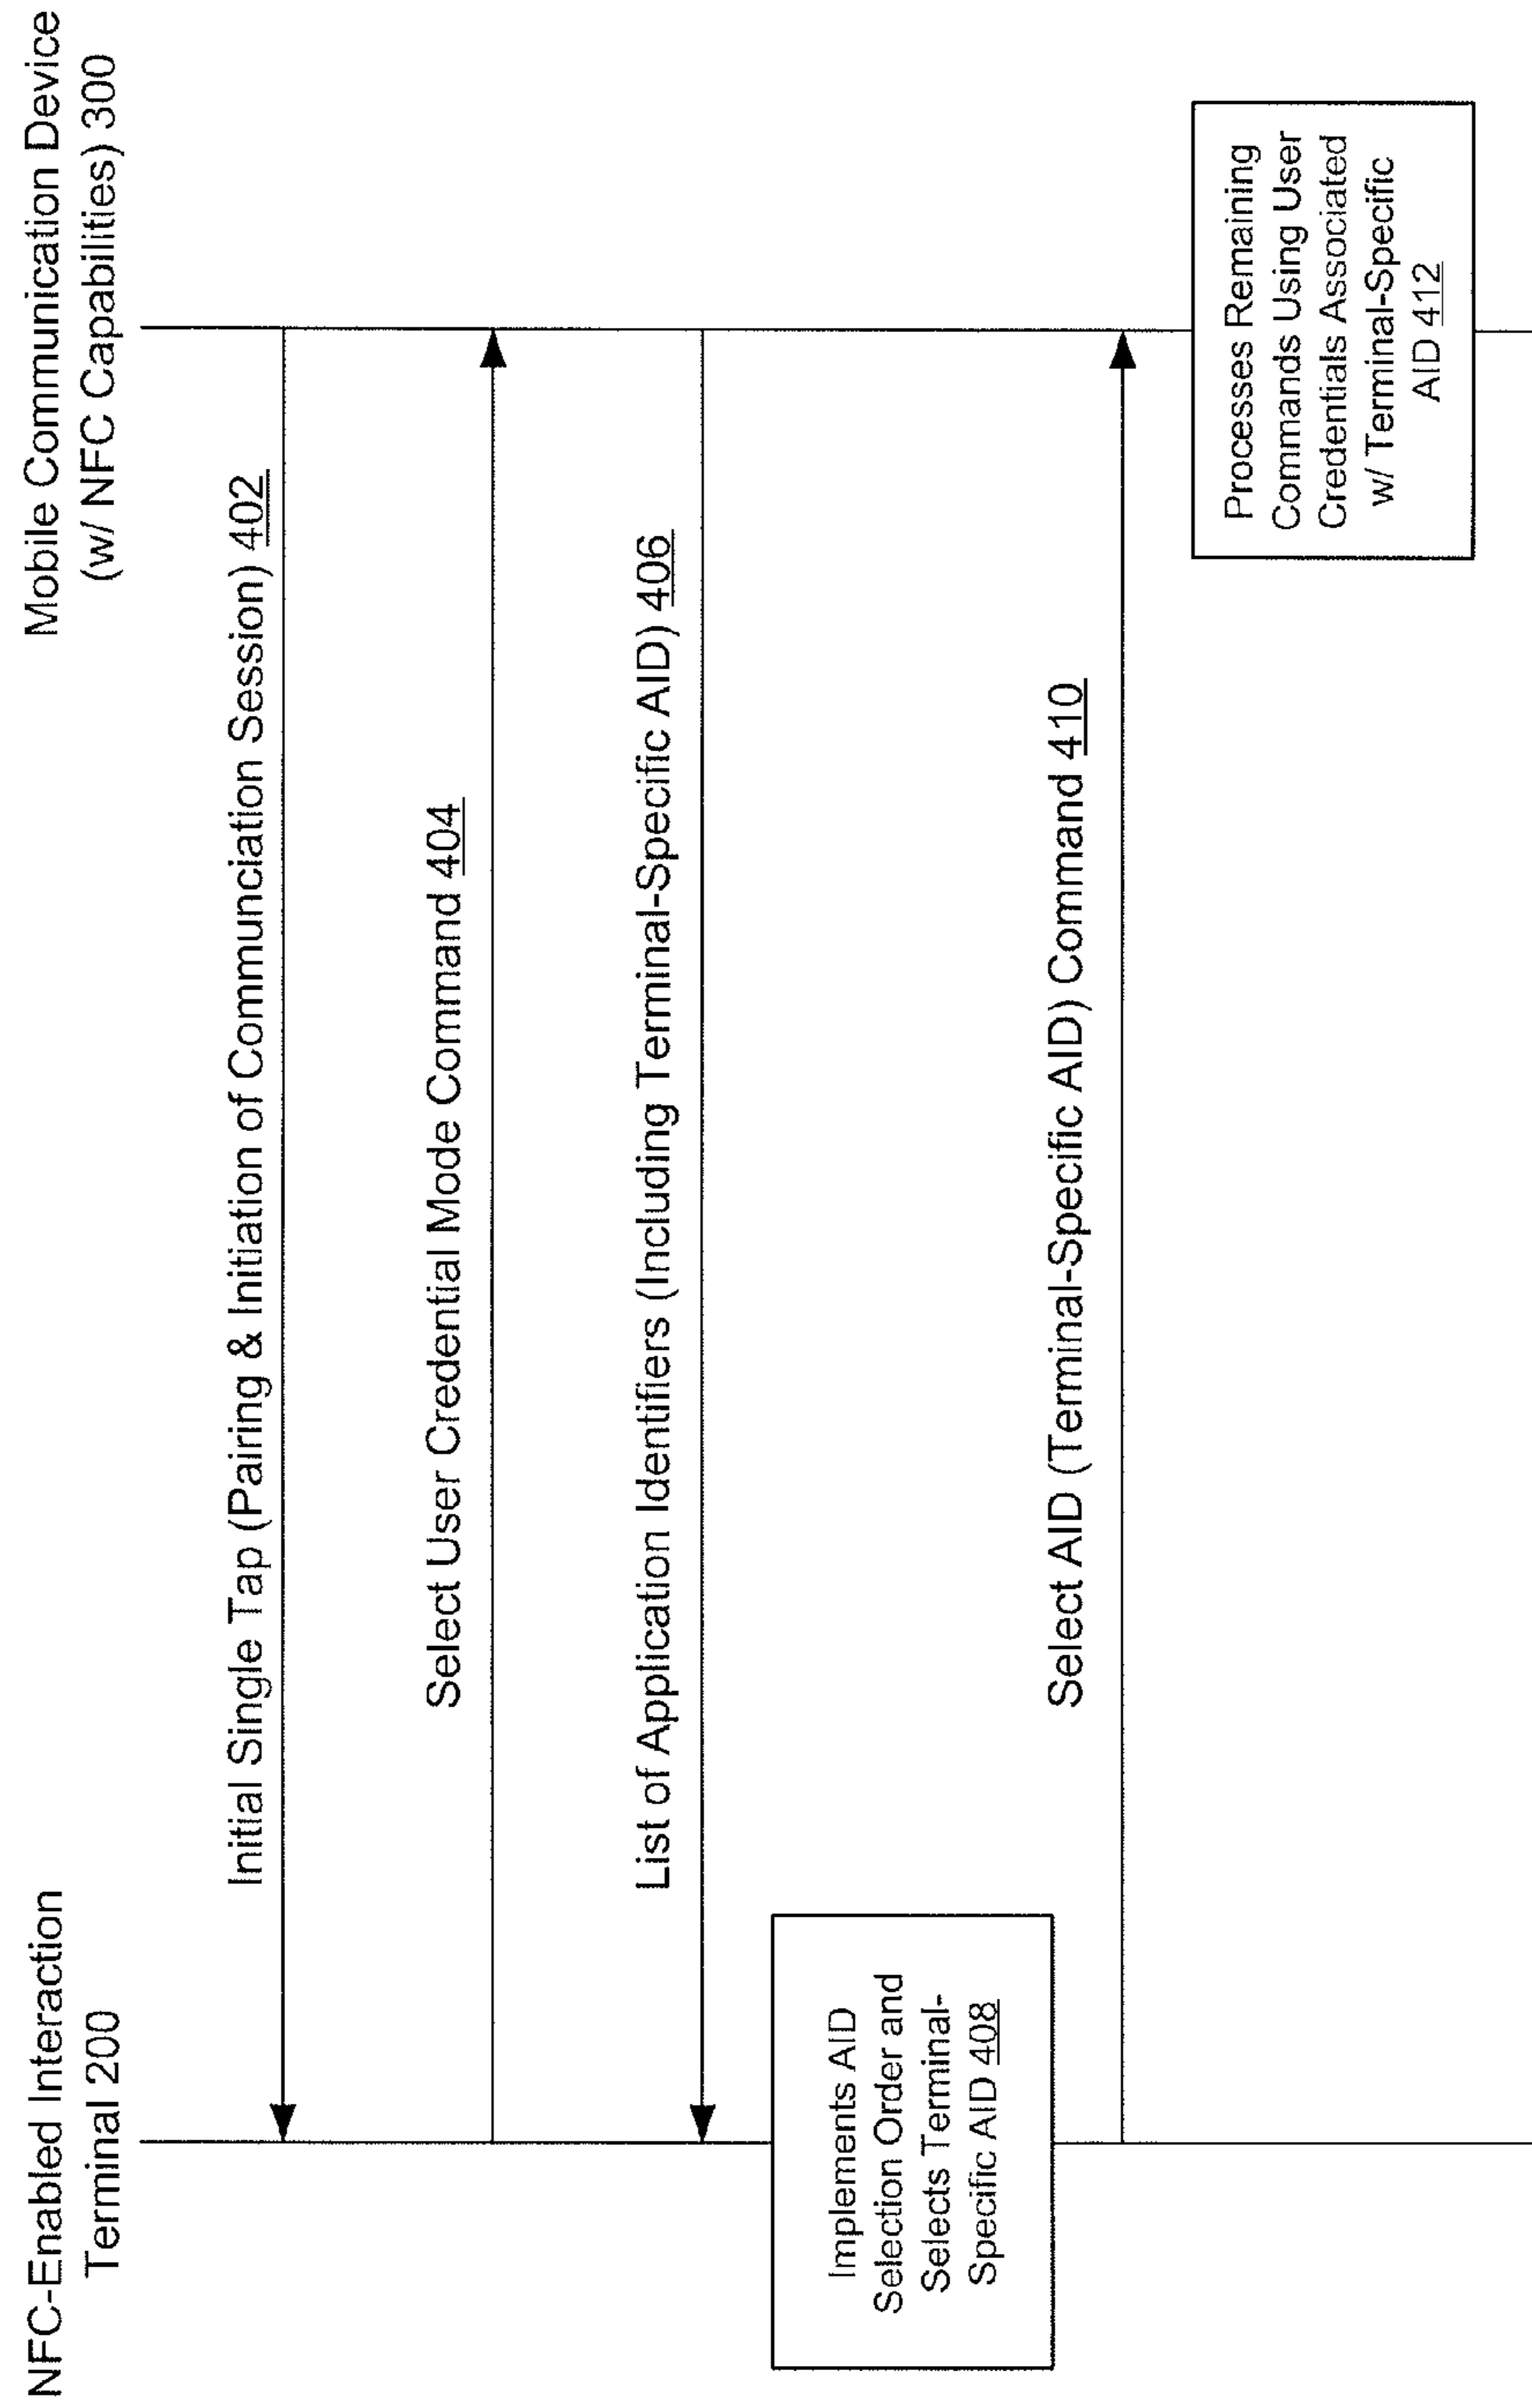 NFC-Enabled Interaction
Terminal 200
Mobile Communication Device
(w/ NFC Capabilities) 300
Initial Single Tap (Pairing & Initiation of Communciation Session) 402
Select User Credential Mode Command 404
List of Application Identifiers (Including Terminal-Specific AID) 406
Implements AID
Selection Order and
Selects Terminal-
Specific AID 408
Select AID (Terminal-Specific AID) Command 410
Processes Remaining
Commands Using User
Credentials Associated
w/ Terminal-Specific
AID 412